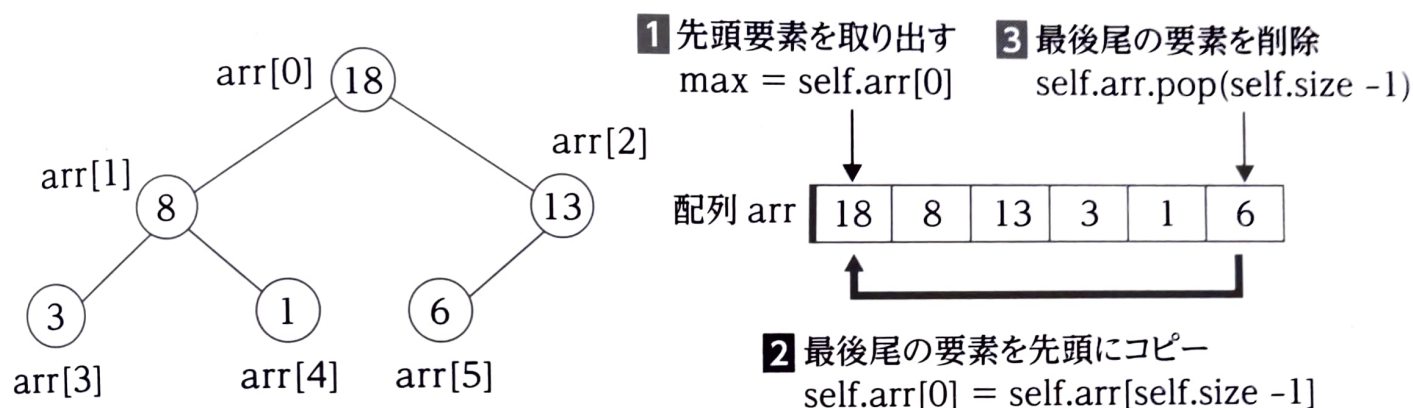 arr[0]
18
arr[1]
8
arr[2]
13
3
1
6
arr[3]
arr[4]
arr[5]
1 先頭要素を取り出す
max = self.arr[0]
3 最後尾の要素を削除
self.arr.pop(self.size -1)
配列 arr 18 8 13 3 1 6
2 最後尾の要素を先頭にコピー
self.arr[0] = self.arr[self.size -1]